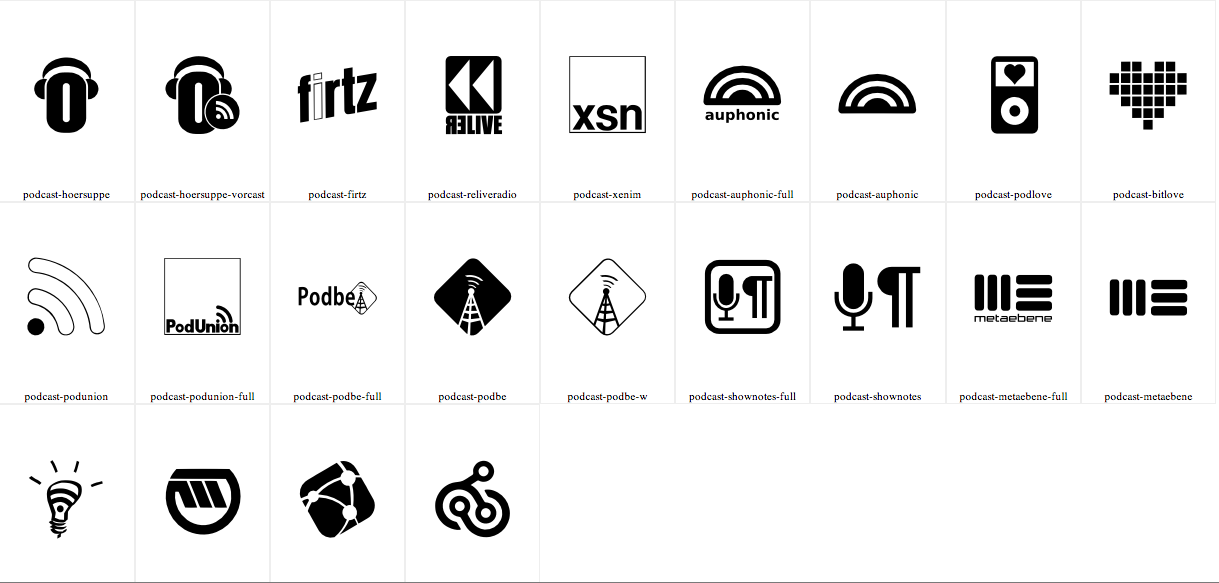 firtz
RELIVE
xsn
auphonic
podcast-hoersuppe
podcast-hoersuppe-vorcast
podcast-firtz
podcast-reliveradio
podcast-xenim
podcast-auphonic-full
podcast-auphonic
podcast-podlove
podcast-bitlove
PodUnion
Podbe
metaebene
podcast-podunion
podcast-podunion-full
podcast-podbe-full
podcast-podbe
podcast-podbe-w
podcast-shownotes-full
podcast-shownotes
podcast-metaebene-full
podcast-metaebene